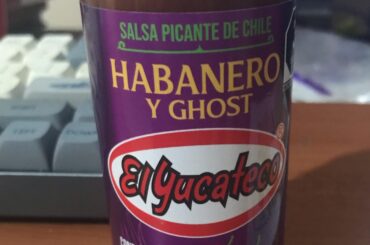 SALSA PICANTE DE CHILE
HABANERO
Y GHOST
El Yucateco
®